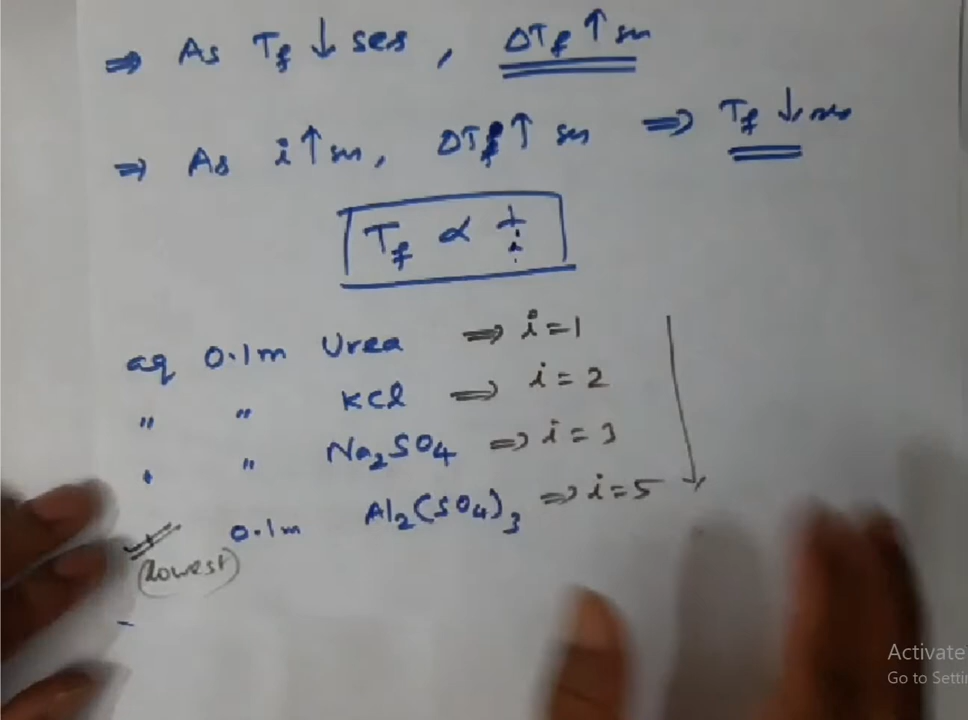 ⇒ As Tf ↓ ses, ΔTf ↑ ses
⇒ As i ↑ ses, ΔTf ↑ ses ⇒ Tf ↓ ses
Tf ∝ 1/i
aq 0.1m Urea ⇒ i=1
" " KCl ⇒ i=2
" " Na₂SO₄ ⇒ i=3
0.1m Al₂(SO₄)₃ ⇒ i=5
(lowest)
Activate
Go to Settin